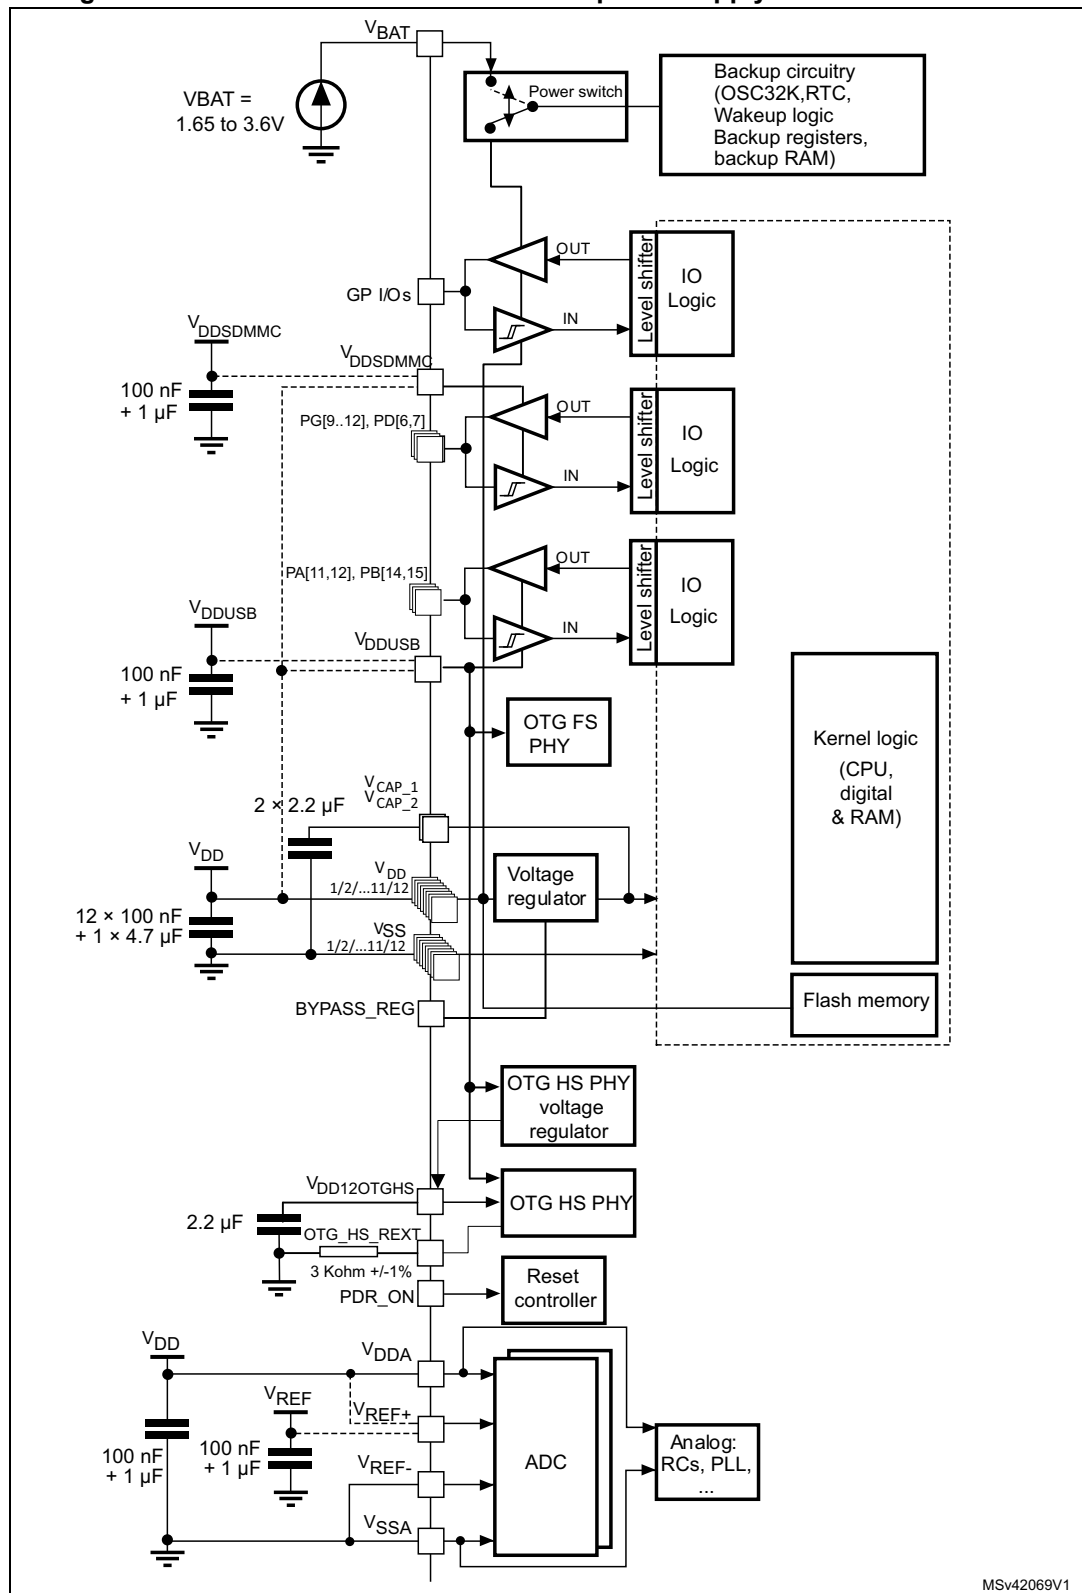 VBAT
VBAT =
1.65 to 3.6V
Power switch
Backup circuitry
(OSC32K,RTC,
Wakeup logic
Backup registers,
backup RAM)
OUT
IN
Level shifter
IO
Logic
GP I/Os
VDDSDMMC
100 nF
+ 1 µF
VDDSDMMC
PG[9..12], PD[6,7]
OUT
IN
Level shifter
IO
Logic
PA[11,12], PB[14,15]
OUT
IN
Level shifter
IO
Logic
VDDUSB
100 nF
+ 1 µF
VDDUSB
OTG FS
PHY
Kernel logic
(CPU,
digital
& RAM)
VCAP_1
VCAP_2
2 × 2.2 µF
VDD
12 × 100 nF
+ 1 × 4.7 µF
VDD
1/2/...11/12
Voltage
regulator
VSS
1/2/...11/12
BYPASS_REG
Flash memory
OTG HS PHY
voltage
regulator
VDD12OTGHS
OTG HS PHY
2.2 µF
OTG_HS_REXT
3 Kohm +/-1%
PDR_ON
Reset
controller
VDD
100 nF
+ 1 µF
VDDA
VREF
100 nF
+ 1 µF
VREF+
VREF-
VSSA
ADC
Analog:
RCs, PLL,
...
MSv42069V1